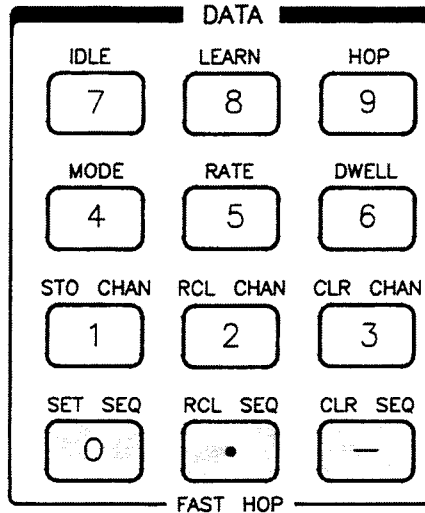 DATA
IDLE LEARN HOP
7 8 9
MODE RATE DWELL
4 5 6
STO CHAN RCL CHAN CLR CHAN
1 2 3
SET SEQ RCL SEQ CLR SEQ
0 • —
FAST HOP